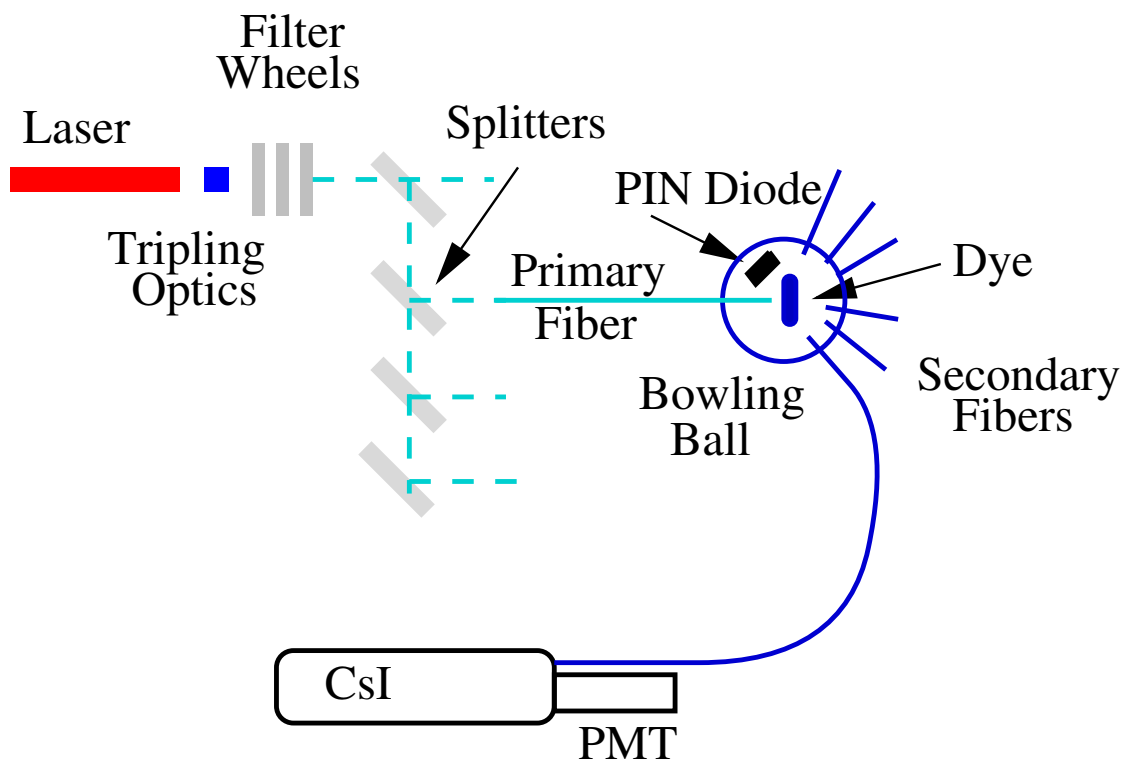 Filter
Wheels
Laser
Splitters
PIN Diode
Tripling
Optics
Primary
Fiber
Dye
Bowling
Ball
Secondary
Fibers
CsI
PMT